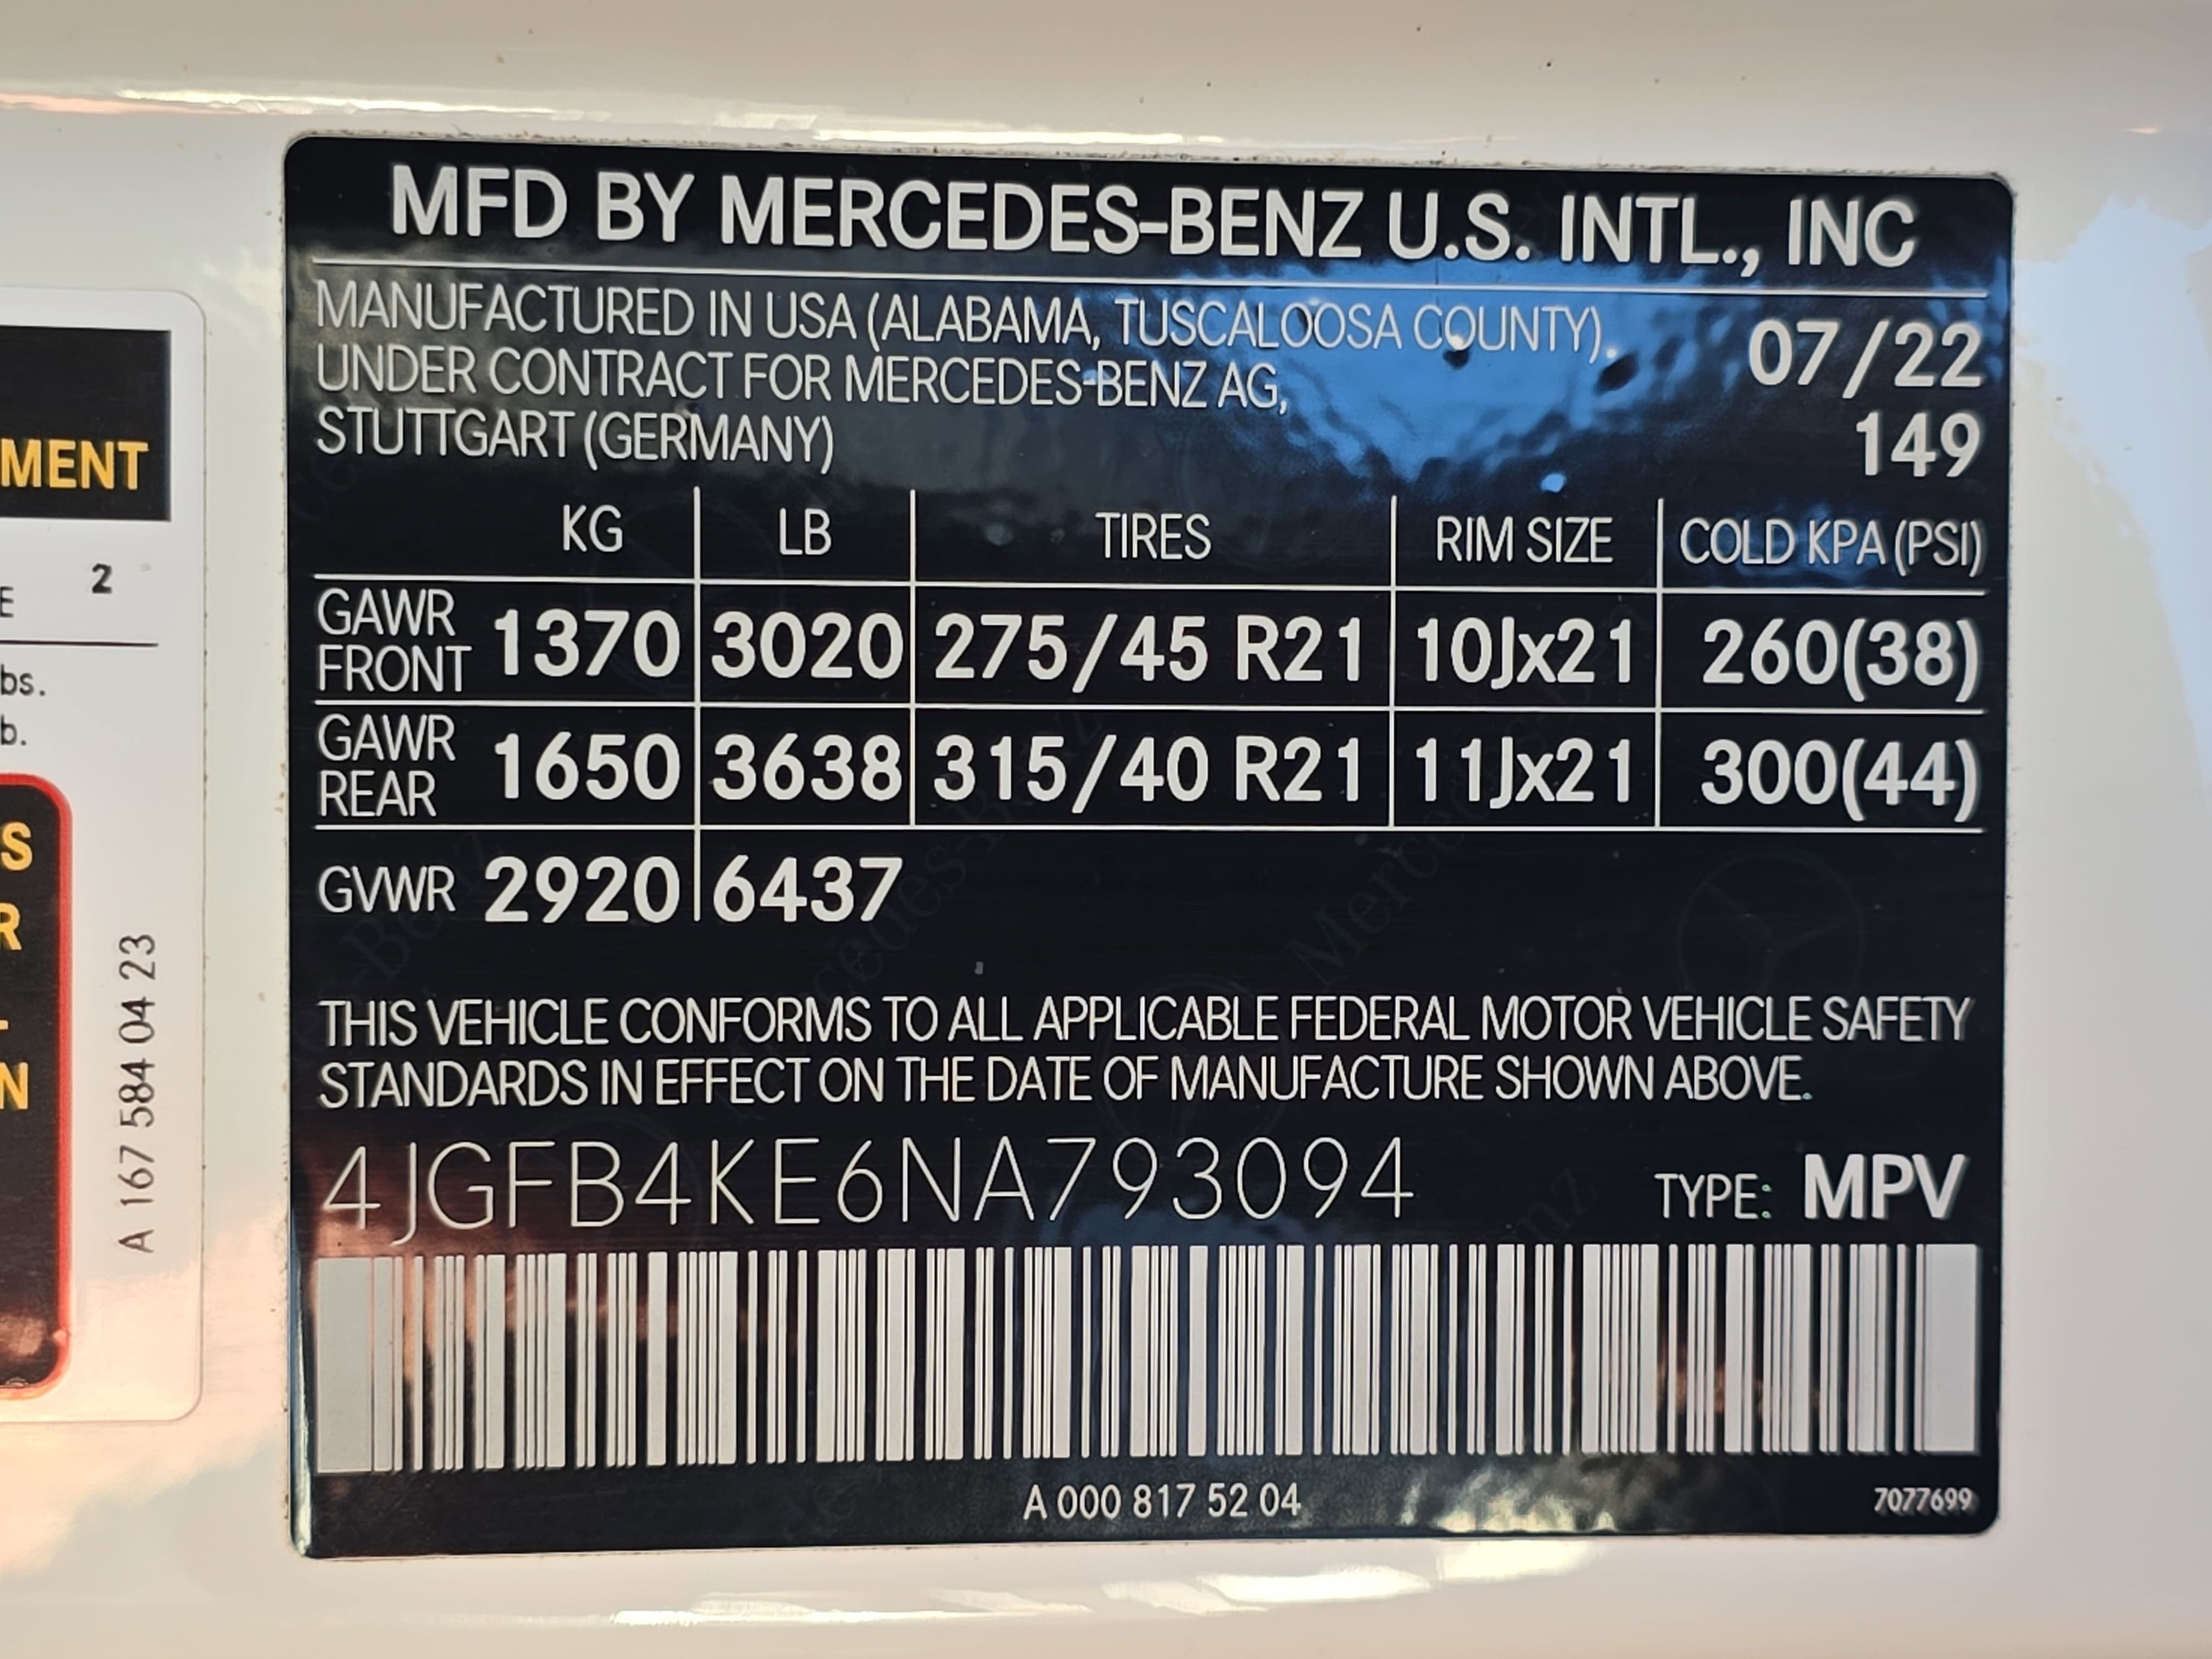 MFD BY MERCEDES-BENZ U.S. INTL., INC
MANUFACTURED IN USA (ALABAMA, TUSCALOOSA COUNTY)
UNDER CONTRACT FOR MERCEDES-BENZ AG,
STUTTGART (GERMANY)
07/22
149
KG LB TIRES RIM SIZE COLD KPA (PSI)
GAWR FRONT 1370 3020 275/45 R21 10Jx21 260(38)
GAWR REAR 1650 3638 315/40 R21 11Jx21 300(44)
GVWR 2920 6437
THIS VEHICLE CONFORMS TO ALL APPLICABLE FEDERAL MOTOR VEHICLE SAFETY
STANDARDS IN EFFECT ON THE DATE OF MANUFACTURE SHOWN ABOVE.
4JGFB4KE6NA793094 TYPE: MPV
A 000 817 52 04
7077699
MENT
E 2
bs.
b.
S
R
N
A 167 584 04 23